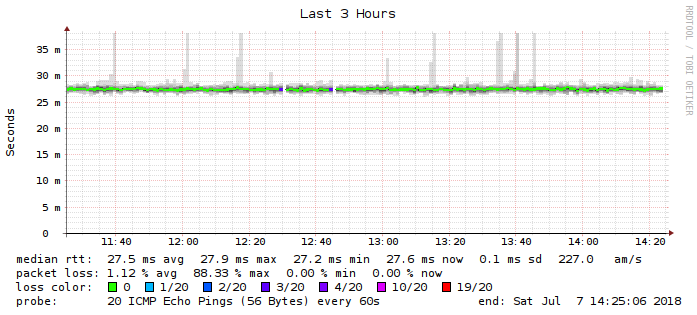 Last 3 Hours
RRDTOOL / TOBI OETIKER
Seconds
35 m
30 m
25 m
20 m
15 m
10 m
5 m
0
11:40 12:00 12:20 12:40 13:00 13:20 13:40 14:00 14:20
median rtt: 27.5 ms avg 27.9 ms max 27.2 ms min 27.6 ms now 0.1 ms sd 227.0 am/s
packet loss: 1.12 % avg 88.33 % max 0.00 % min 0.00 % now
loss color: 0 1/20 2/20 3/20 4/20 10/20 19/20
probe: 20 ICMP Echo Pings (56 Bytes) every 60s end: Sat Jul 7 14:25:06 2018